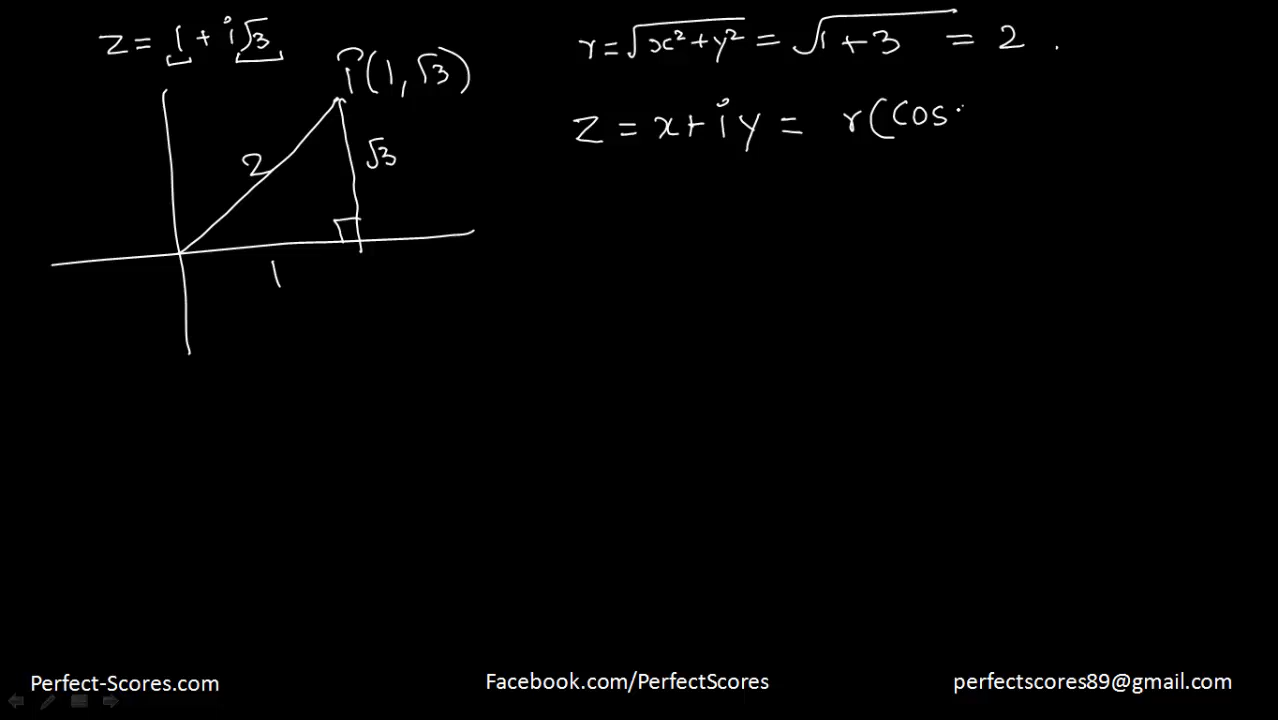 z = 1 + i√3
P(1, √3)
2
√3
1
r = √x² + y² = √1 + 3 = 2 .
z = x + iy = r(cos
Perfect-Scores.com
Facebook.com/PerfectScores
perfectscores89@gmail.com